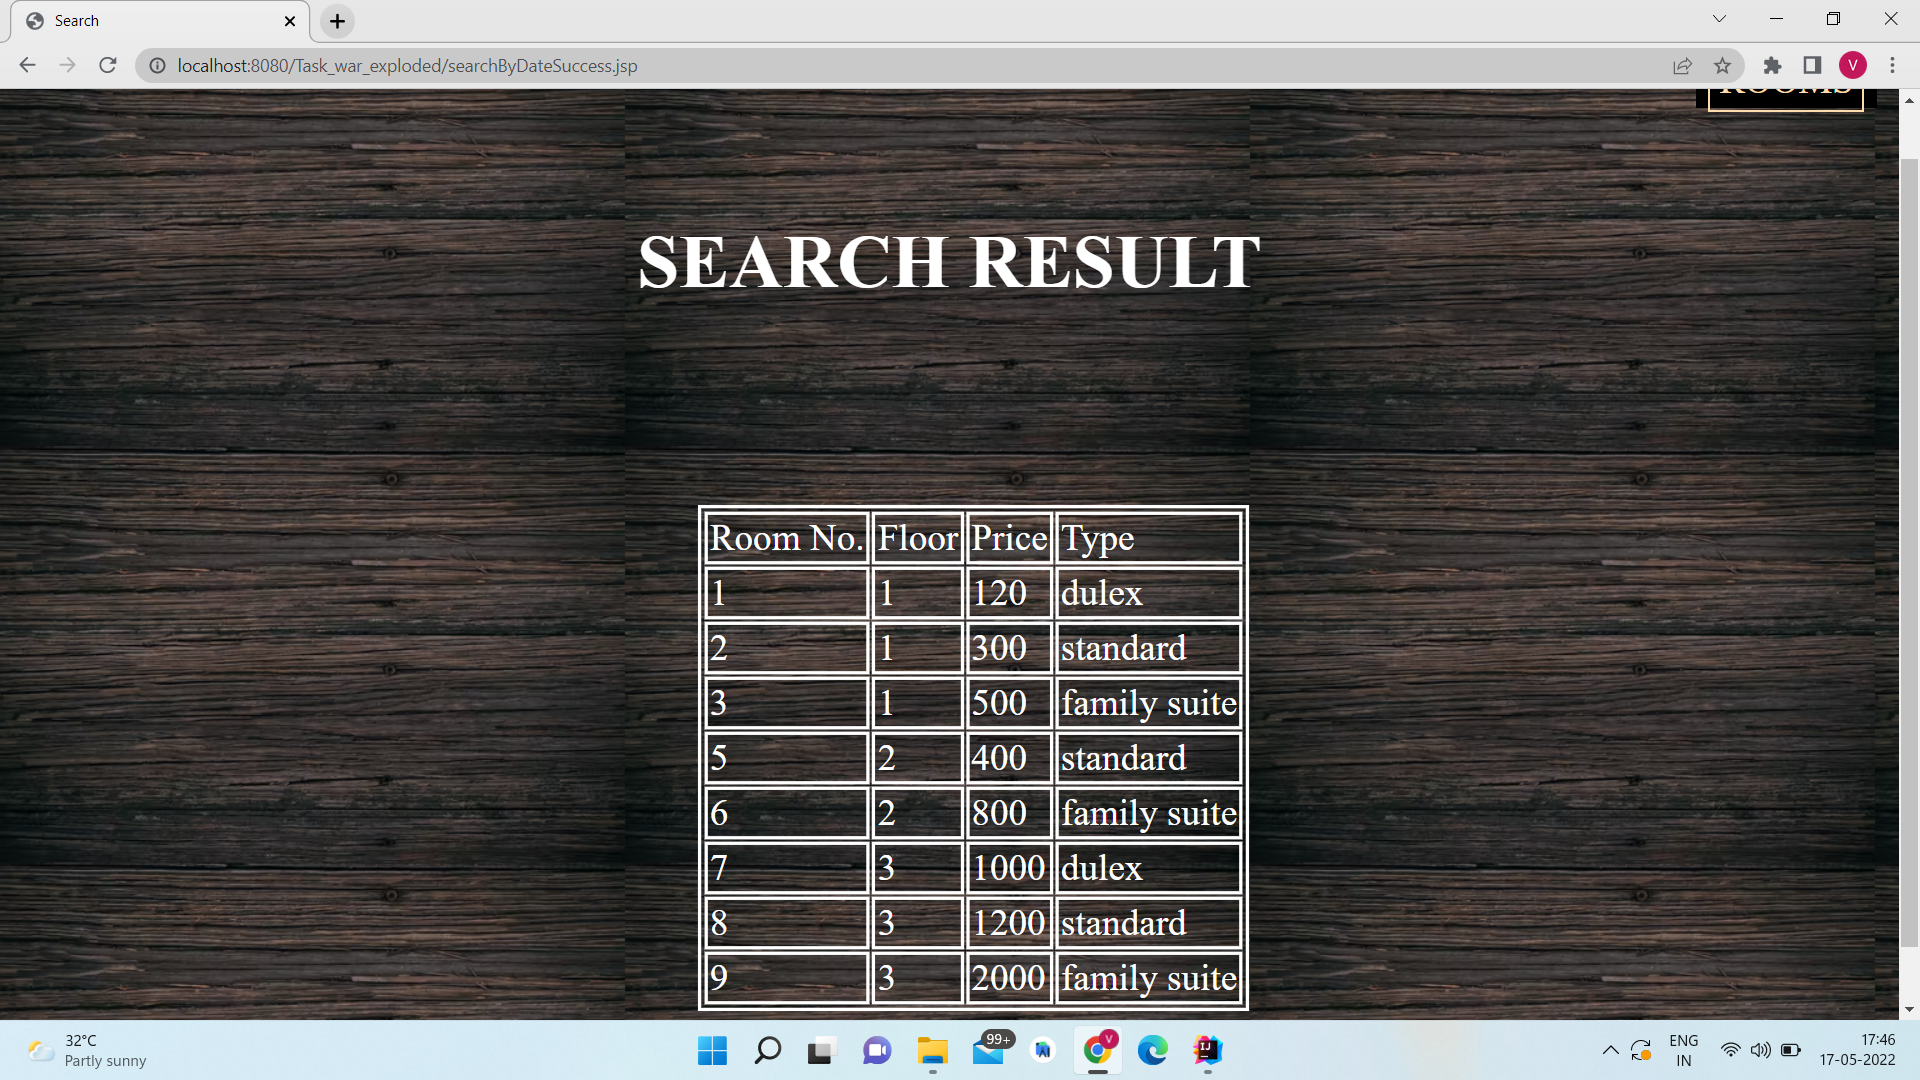 Search
localhost:8080/Task_war_exploded/searchByDateSuccess.jsp
V
ROOMS
SEARCH RESULT
Room No. Floor Price Type
1 1 120 dulex
2 1 300 standard
3 1 500 family suite
5 2 400 standard
6 2 800 family suite
7 3 1000 dulex
8 3 1200 standard
9 3 2000 family suite
32°C
Partly sunny
99+
V
IJ
ENG
IN
17:46
17-05-2022